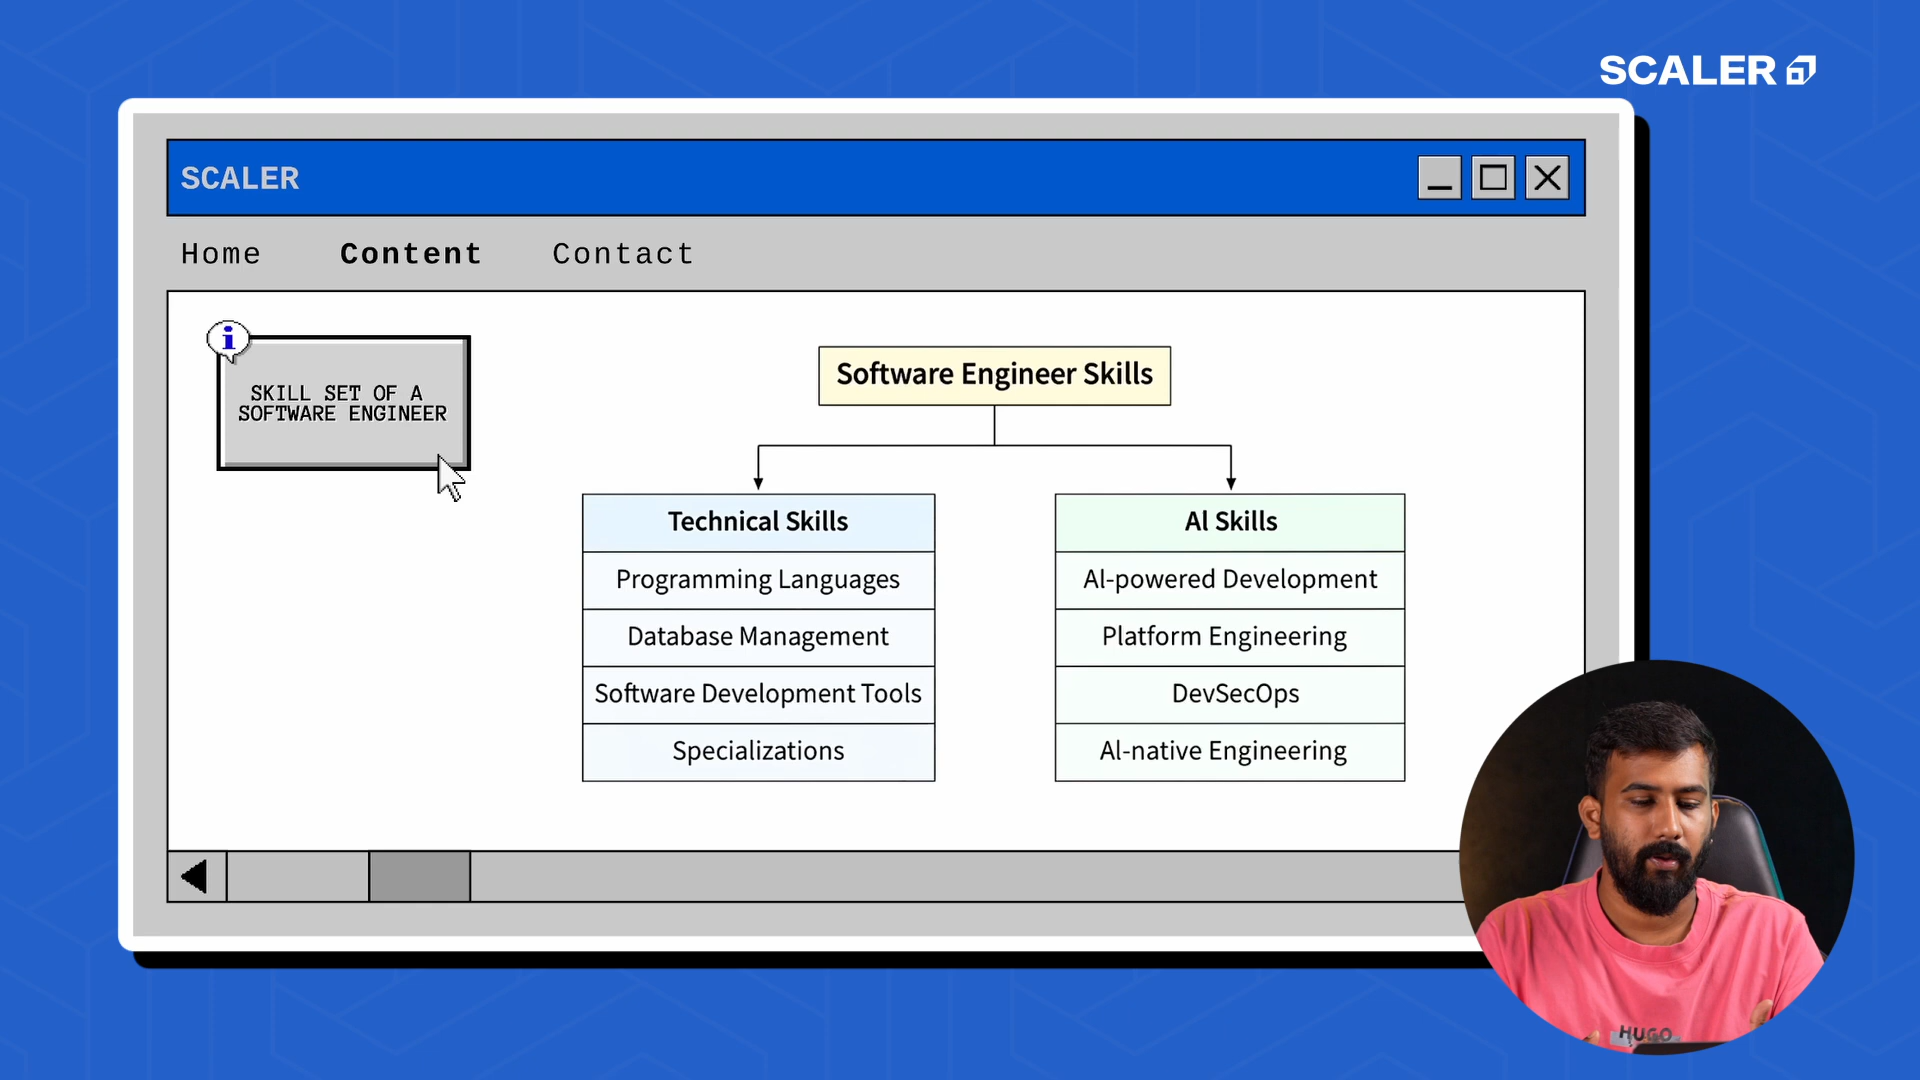 SCALER
SCALER
Home Content Contact
i
SKILL SET OF A
SOFTWARE ENGINEER
Software Engineer Skills
Technical Skills
Programming Languages
Database Management
Software Development Tools
Specializations
AI Skills
AI-powered Development
Platform Engineering
DevSecOps
AI-native Engineering
HUGO